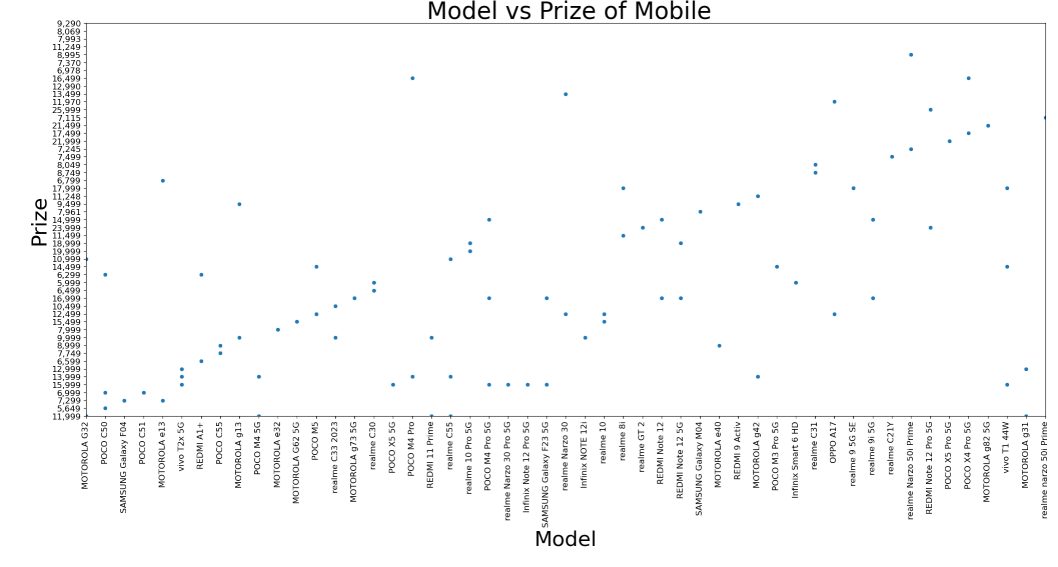 Model vs Prize of Mobile
9,290
8,069
7,993
11,249
8,995
7,370
6,978
16,499
12,990
13,499
11,970
25,999
7,115
21,499
17,499
21,999
7,245
7,499
8,049
8,749
6,799
17,999
11,248
9,499
7,961
14,999
23,999
11,499
18,999
19,999
10,999
14,499
6,299
5,999
6,499
16,999
10,499
12,499
15,499
7,999
9,999
8,999
7,749
6,599
12,999
13,999
15,999
6,999
7,299
5,649
11,999
Prize
MOTOROLA G32
POCO C50
SAMSUNG Galaxy F04
POCO C51
MOTOROLA e13
vivo T2x 5G
REDMI A1+
POCO C55
MOTOROLA g13
POCO M4 5G
MOTOROLA e32
MOTOROLA G62 5G
POCO M5
realme C33 2023
MOTOROLA g73 5G
realme C30
POCO X5 5G
POCO M4 Pro
REDMI 11 Prime
realme C55
realme 10 Pro 5G
POCO M4 Pro 5G
realme Narzo 30 Pro 5G
Infinix Note 12 Pro 5G
SAMSUNG Galaxy F23 5G
realme Narzo 30
Infinix NOTE 12i
realme 10
realme 8i
realme GT 2
REDMI Note 12
REDMI Note 12 5G
SAMSUNG Galaxy M04
MOTOROLA e40
REDMI 9 Activ
MOTOROLA g42
POCO M3 Pro 5G
Infinix Smart 6 HD
realme C31
OPPO A17
realme 9 5G SE
realme 9i 5G
realme C21Y
realme Narzo 50i Prime
REDMI Note 12 Pro 5G
POCO X5 Pro 5G
POCO X4 Pro 5G
MOTOROLA g82 5G
vivo T1 44W
MOTOROLA g31
realme narzo 50i Prime
Model